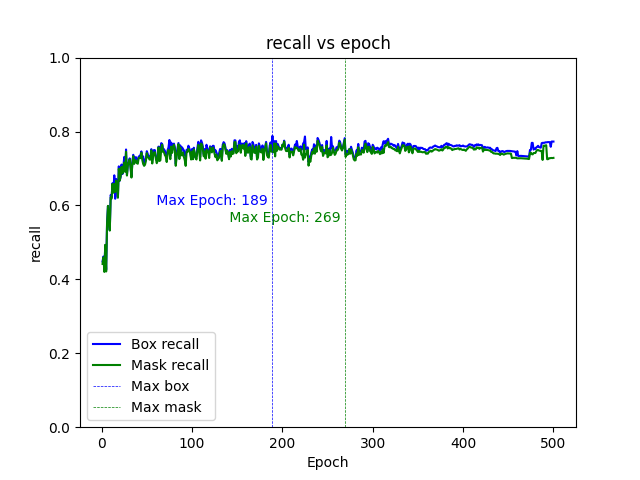 recall vs epoch
1.0
0.8
0.6
0.4
0.2
0.0
recall
Max Epoch: 189
Max Epoch: 269
Box recall
Mask recall
Max box
Max mask
0 100 200 300 400 500
Epoch